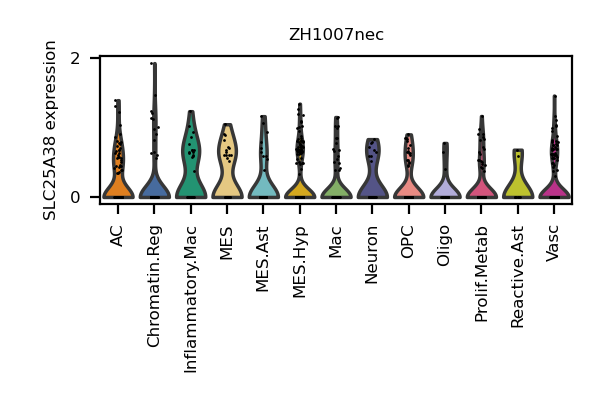 ZH1007nec
SLC25A38 expression
2
0
AC
Chromatin.Reg
Inflammatory.Mac
MES
MES.Ast
MES.Hyp
Mac
Neuron
OPC
Oligo
Prolif.Metab
Reactive.Ast
Vasc